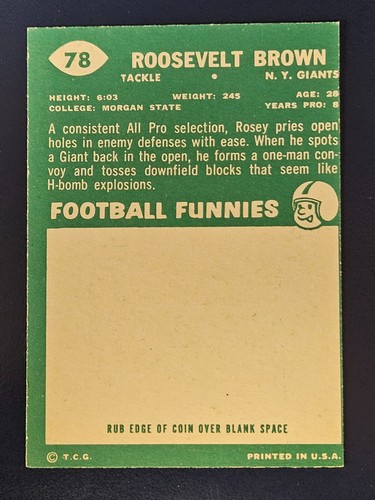 78 ROOSEVELT BROWN
TACKLE • N. Y. GIANTS
HEIGHT: 6:03 WEIGHT: 245 AGE: 28
COLLEGE: MORGAN STATE YEARS PRO: 8
A consistent All Pro selection, Rosey pries open
holes in enemy defenses with ease. When he spots
a Giant back in the open, he forms a one-man con-
voy and tosses downfield blocks that seem like
H-bomb explosions.
FOOTBALL FUNNIES
RUB EDGE OF COIN OVER BLANK SPACE
© T.C.G. PRINTED IN U.S.A.